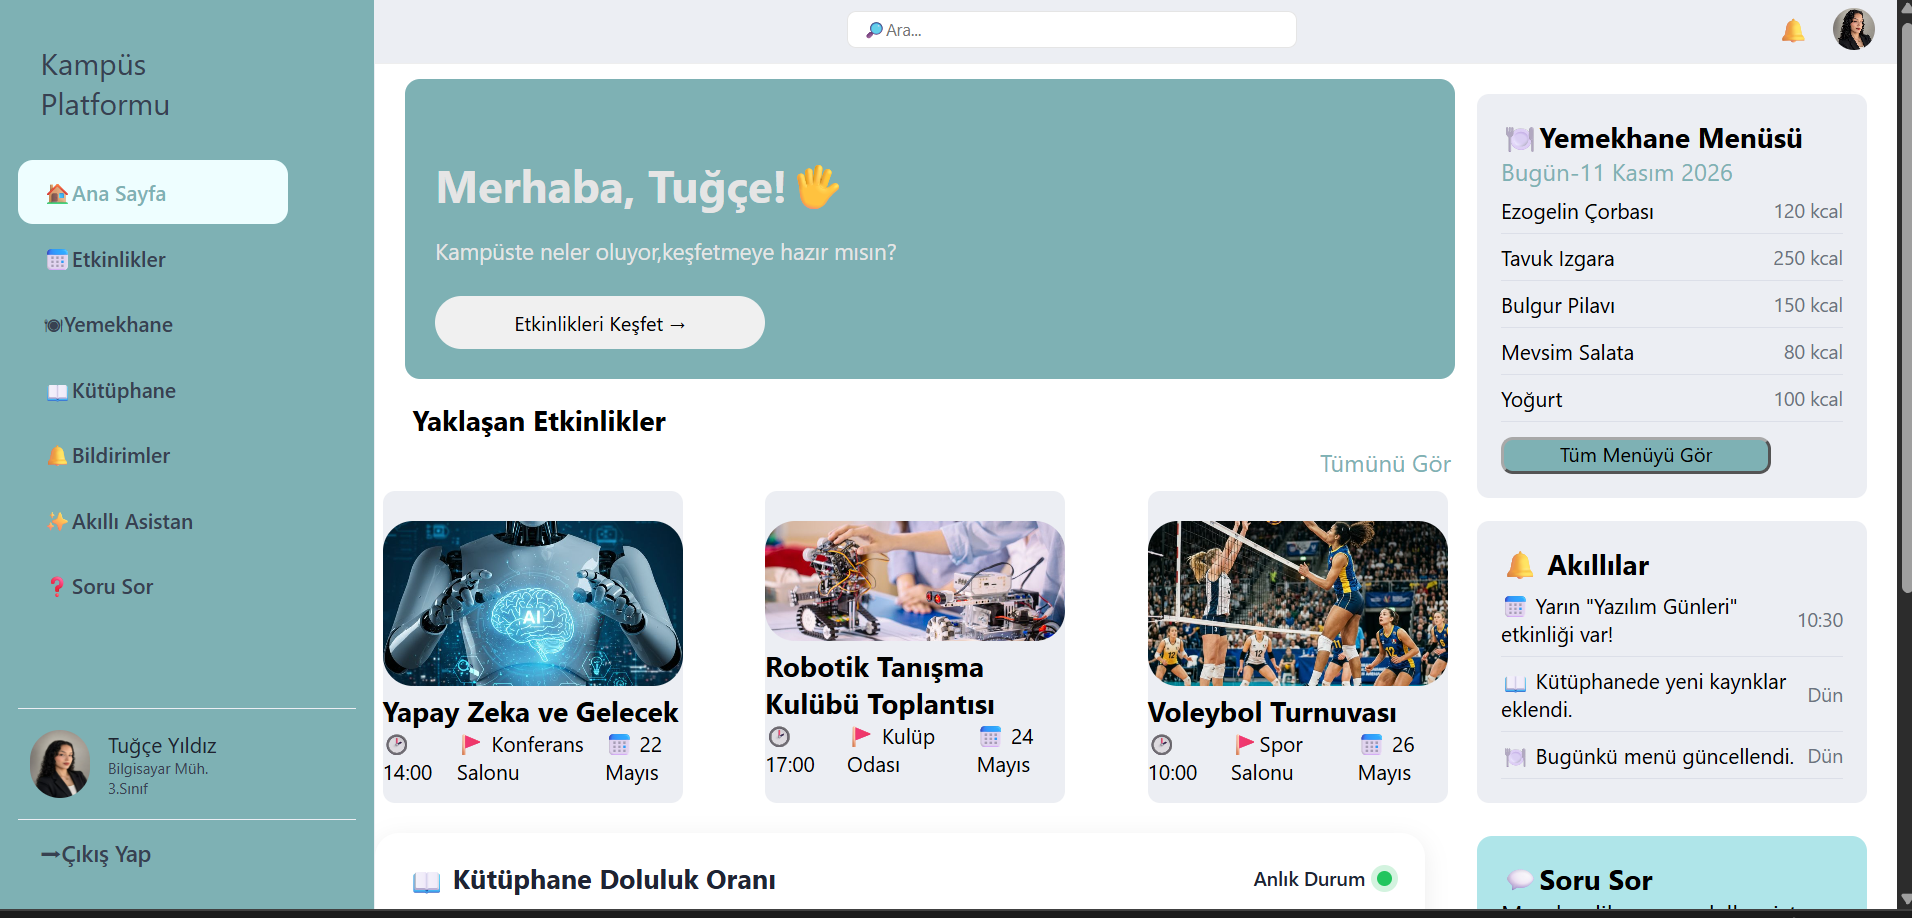 Kampüs
Platformu
Ana Sayfa
Etkinlikler
Yemekhane
Kütüphane
Bildirimler
Akıllı Asistan
Soru Sor
Tuğçe Yıldız
Bilgisayar Müh.
3.Sınıf
Çıkış Yap
Ara...
Merhaba, Tuğçe!
Kampüste neler oluyor,keşfetmeye hazır mısın?
Etkinlikleri Keşfet →
Yaklaşan Etkinlikler
Tümünü Gör
AI
Yapay Zeka ve Gelecek
14:00
Konferans
Salonu
22
Mayıs
Robotik Tanışma
Kulübü Toplantısı
17:00
Kulüp
Odası
24
Mayıs
12
12
Voleybol Turnuvası
10:00
Spor
Salonu
26
Mayıs
Kütüphane Doluluk Oranı
Anlık Durum
Yemekhane Menüsü
Bugün-11 Kasım 2026
Ezogelin Çorbası 120 kcal
Tavuk Izgara 250 kcal
Bulgur Pilavı 150 kcal
Mevsim Salata 80 kcal
Yoğurt 100 kcal
Tüm Menüyü Gör
Akıllılar
Yarın "Yazılım Günleri"
etkinliği var!
10:30
Kütüphanede yeni kaynklar
eklendi.
Dün
Bugünkü menü güncellendi. Dün
Soru Sor